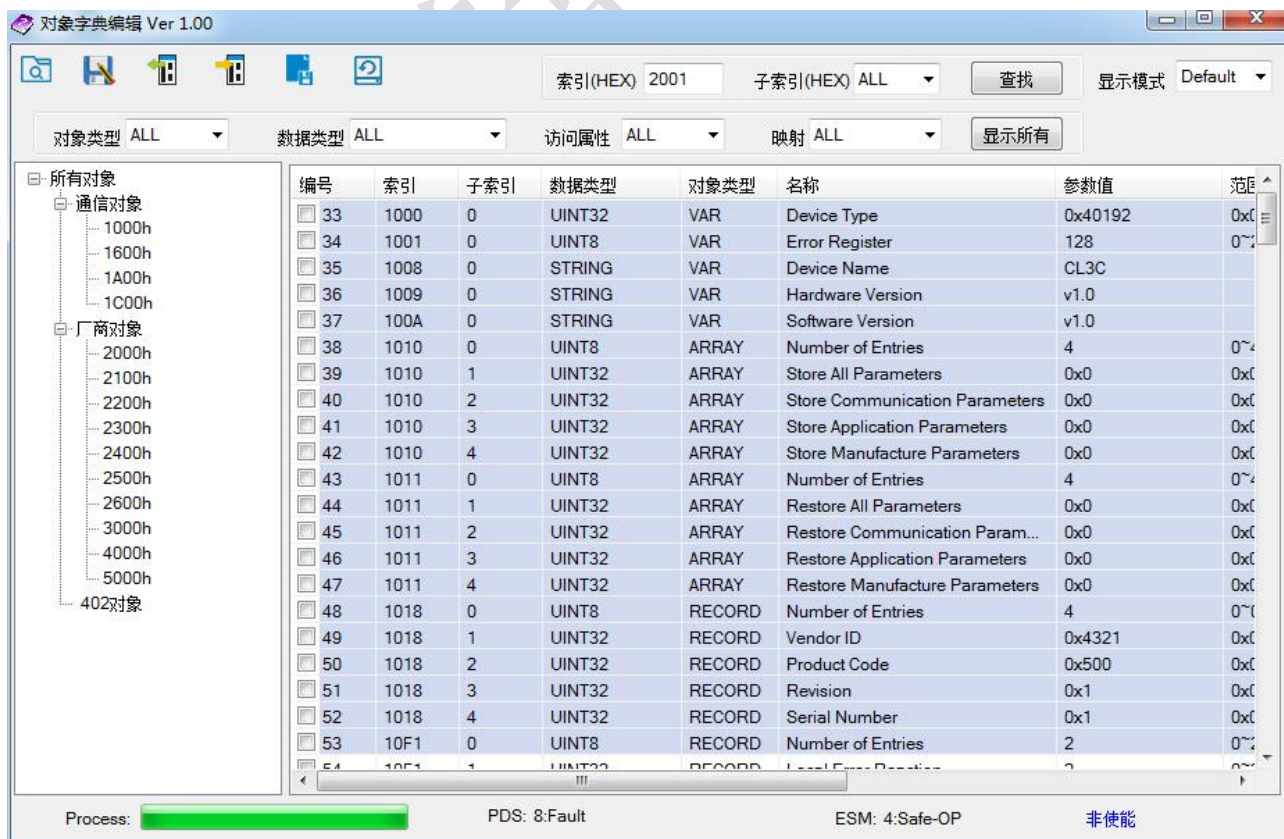 对象字典编辑 Ver 1.00
索引(HEX) 2001 子索引(HEX) ALL 查找 显示模式 Default
对象类型 ALL 数据类型 ALL 访问属性 ALL 映射 ALL 显示所有
所有对象
通信对象
1000h
1600h
1A00h
1C00h
厂商对象
2000h
2100h
2200h
2300h
2400h
2500h
2600h
3000h
4000h
5000h
402对象
编号 索引 子索引 数据类型 对象类型 名称 参数值
33 1000 0 UINT32 VAR Device Type 0x40192
34 1001 0 UINT8 VAR Error Register 128
35 1008 0 STRING VAR Device Name CL3C
36 1009 0 STRING VAR Hardware Version v1.0
37 100A 0 STRING VAR Software Version v1.0
38 1010 0 UINT8 ARRAY Number of Entries 4
39 1010 1 UINT32 ARRAY Store All Parameters 0x0
40 1010 2 UINT32 ARRAY Store Communication Parameters 0x0
41 1010 3 UINT32 ARRAY Store Application Parameters 0x0
42 1010 4 UINT32 ARRAY Store Manufacture Parameters 0x0
43 1011 0 UINT8 ARRAY Number of Entries 4
44 1011 1 UINT32 ARRAY Restore All Parameters 0x0
45 1011 2 UINT32 ARRAY Restore Communication Param... 0x0
46 1011 3 UINT32 ARRAY Restore Application Parameters 0x0
47 1011 4 UINT32 ARRAY Restore Manufacture Parameters 0x0
48 1018 0 UINT8 RECORD Number of Entries 4
49 1018 1 UINT32 RECORD Vendor ID 0x4321
50 1018 2 UINT32 RECORD Product Code 0x500
51 1018 3 UINT32 RECORD Revision 0x1
52 1018 4 UINT32 RECORD Serial Number 0x1
53 10F1 0 UINT8 RECORD Number of Entries 2
Process: PDS: 8:Fault ESM: 4:Safe-OP 非使能